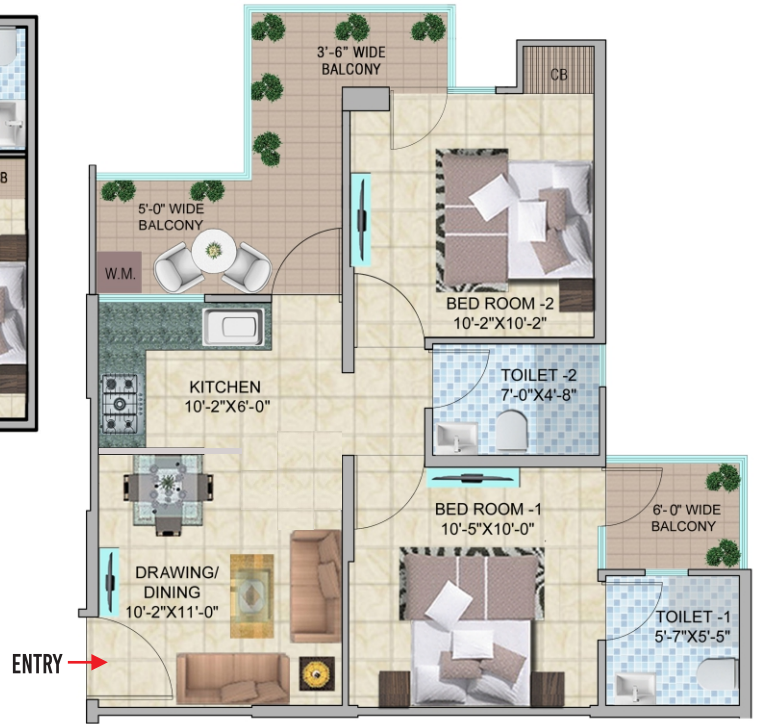 3'-6" WIDE
BALCONY
CB
B
5'-0" WIDE
BALCONY
W.M.
BED ROOM -2
10'-2"X10'-2"
KITCHEN
10'-2"X6'-0"
TOILET -2
7'-0"X4'-8"
BED ROOM -1
10'-5"X10'-0"
6'- 0" WIDE
BALCONY
DRAWING/
DINING
10'-2"X11'-0"
TOILET -1
5'-7"X5'-5"
ENTRY